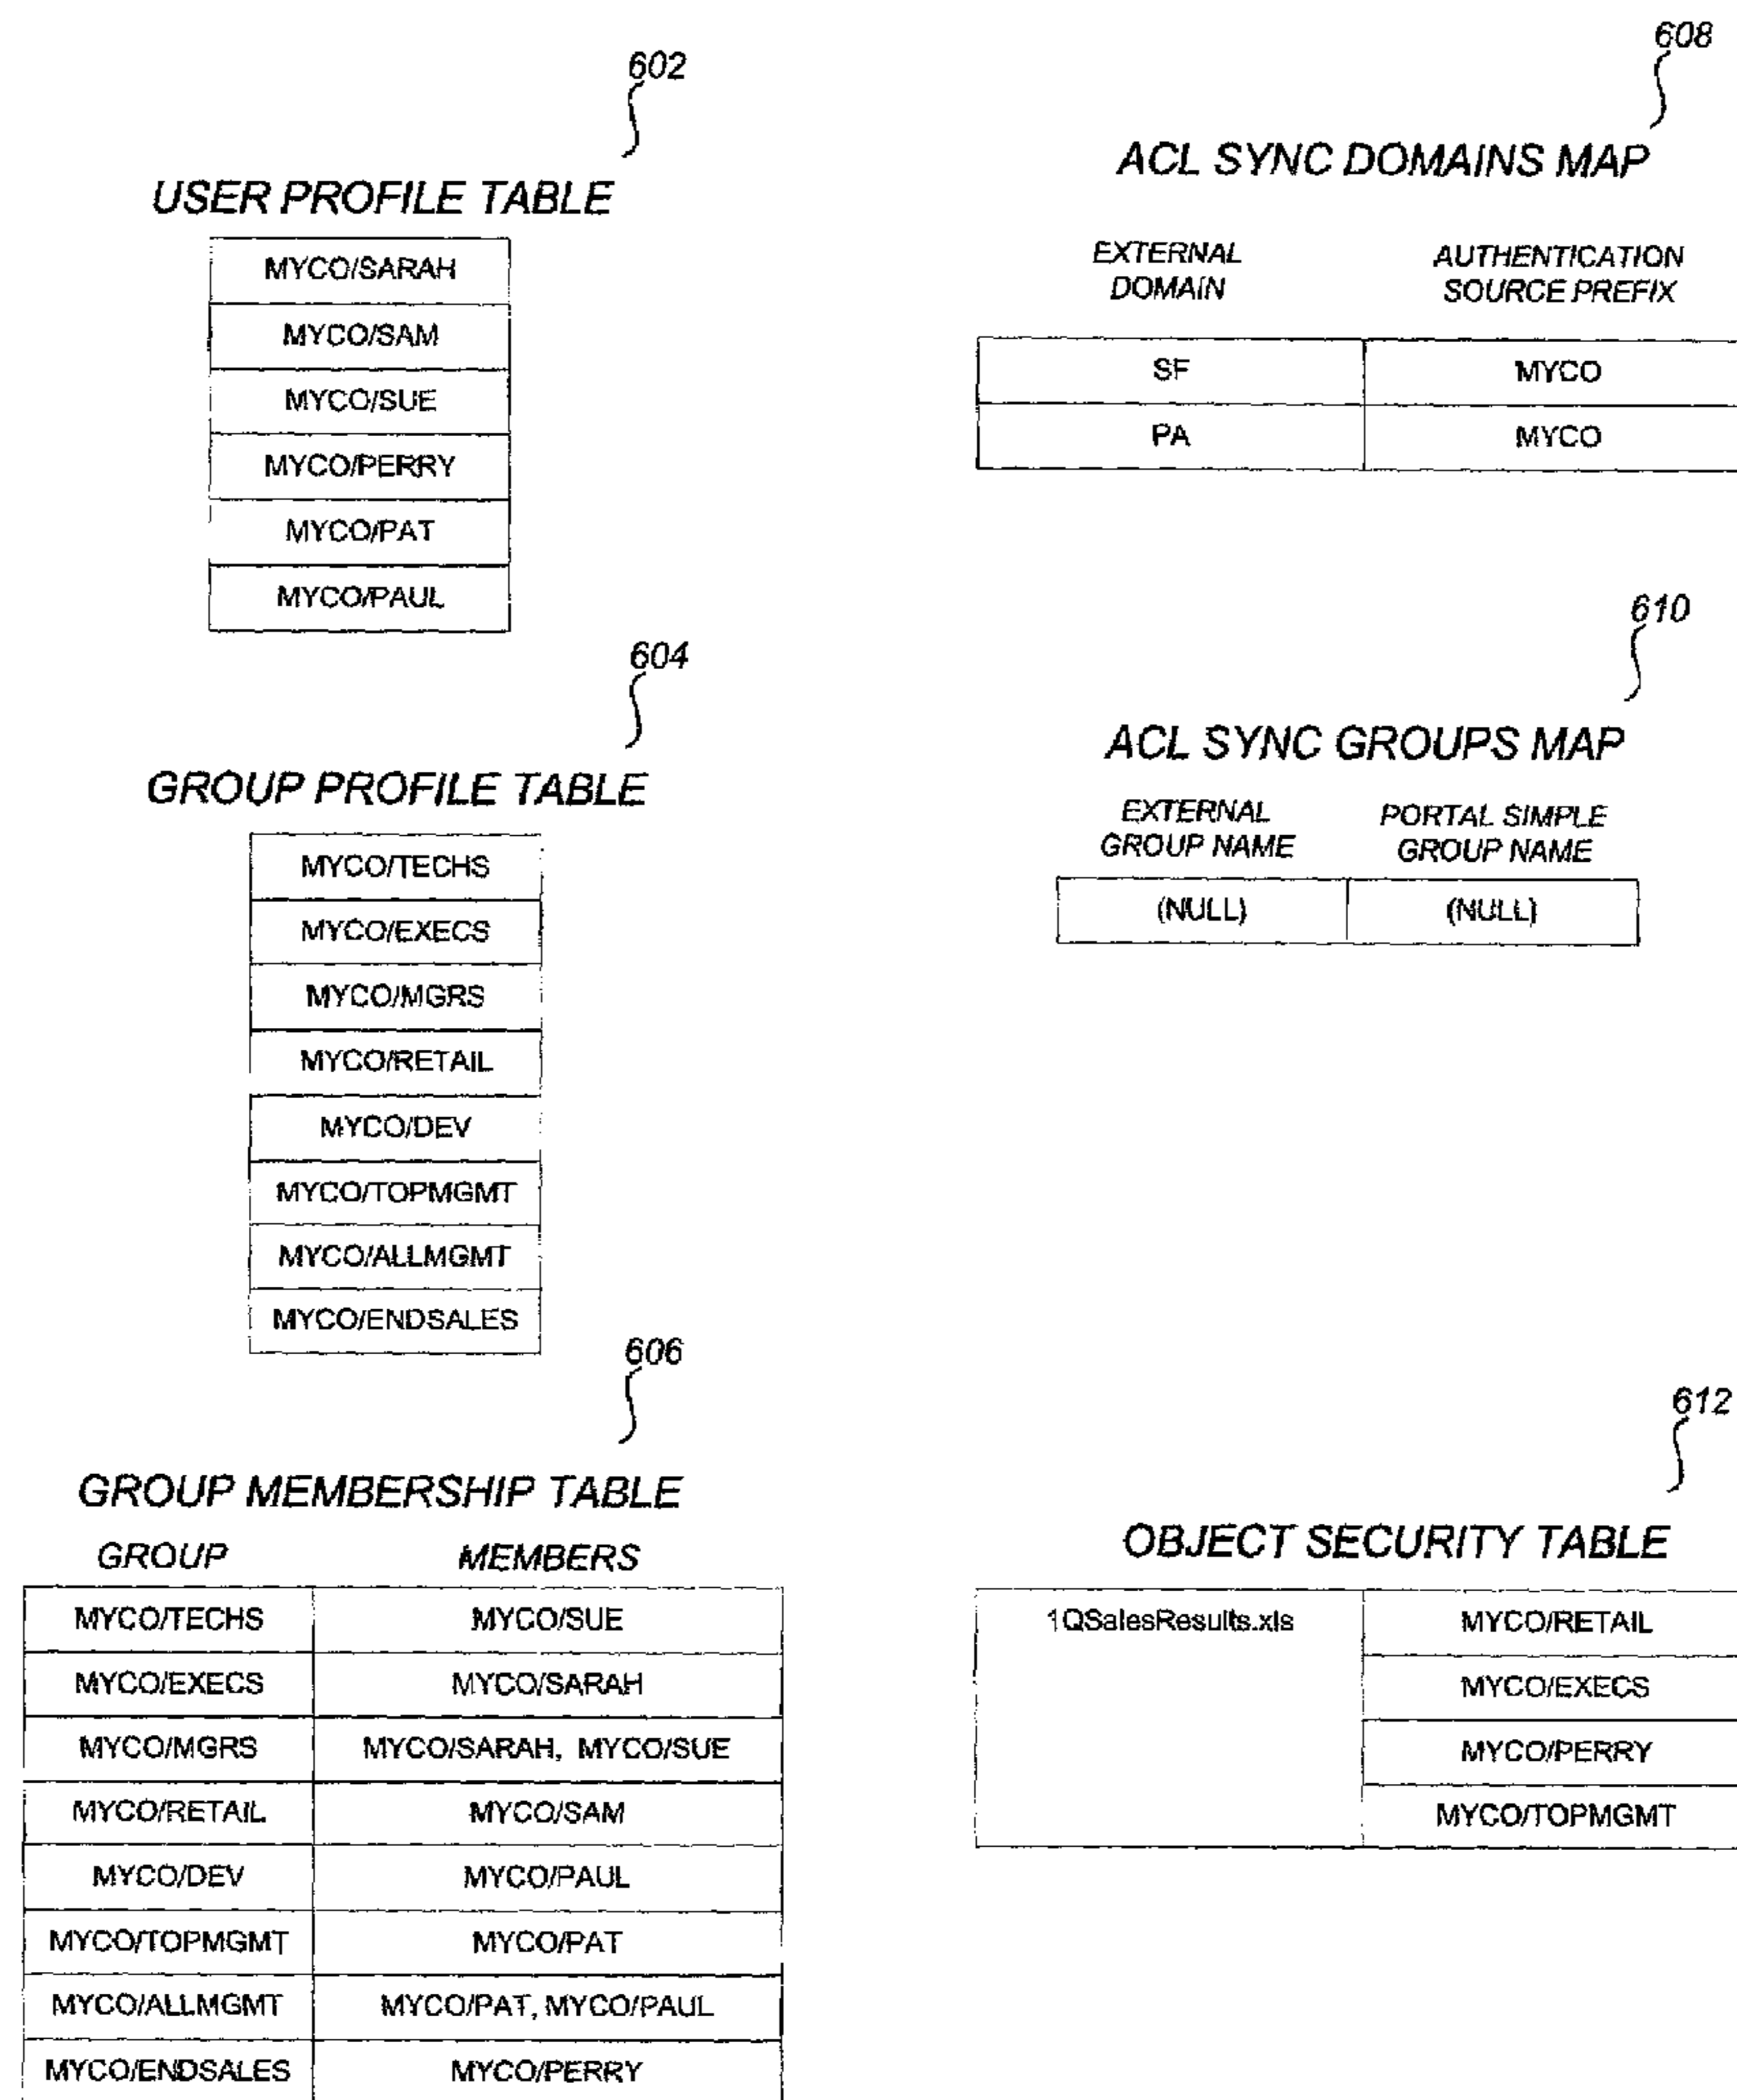 602
USER PROFILE TABLE
MYCO/SARAH
MYCO/SAM
MYCO/SUE
MYCO/PERRY
MYCO/PAT
MYCO/PAUL
604
GROUP PROFILE TABLE
MYCO/TECHS
MYCO/EXECS
MYCO/MGRS
MYCO/RETAIL
MYCO/DEV
MYCO/TOPMGMT
MYCO/ALLMGMT
MYCO/ENDSALES
606
GROUP MEMBERSHIP TABLE
GROUP MEMBERS
MYCO/TECHS MYCO/SUE
MYCO/EXECS MYCO/SARAH
MYCO/MGRS MYCO/SARAH, MYCO/SUE
MYCO/RETAIL MYCO/SAM
MYCO/DEV MYCO/PAUL
MYCO/TOPMGMT MYCO/PAT
MYCO/ALLMGMT MYCO/PAT, MYCO/PAUL
MYCO/ENDSALES MYCO/PERRY
608
ACL SYNC DOMAINS MAP
EXTERNAL AUTHENTICATION
DOMAIN SOURCE PREFIX
SF MYCO
PA MYCO
610
ACL SYNC GROUPS MAP
EXTERNAL PORTAL SIMPLE
GROUP NAME GROUP NAME
(NULL) (NULL)
612
OBJECT SECURITY TABLE
1QSalesResults.xls MYCO/RETAIL
MYCO/EXECS
MYCO/PERRY
MYCO/TOPMGMT